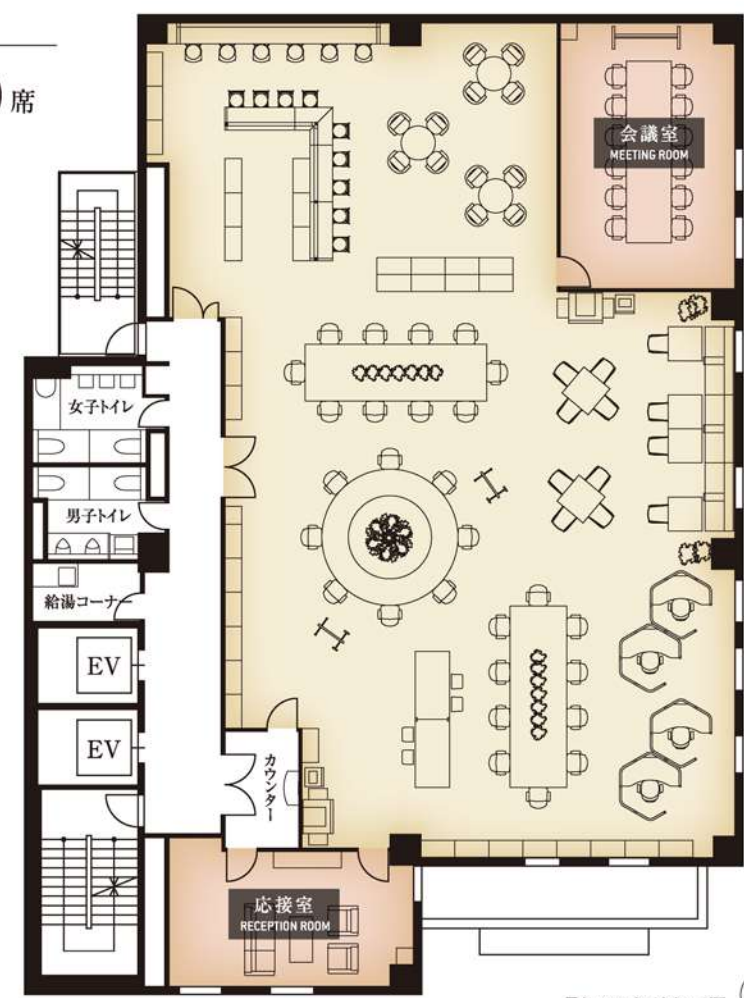 席
会議室
MEETING ROOM
女子トイレ
男子トイレ
給湯コーナー
EV
EV
カウンター
応接室
RECEPTION ROOM